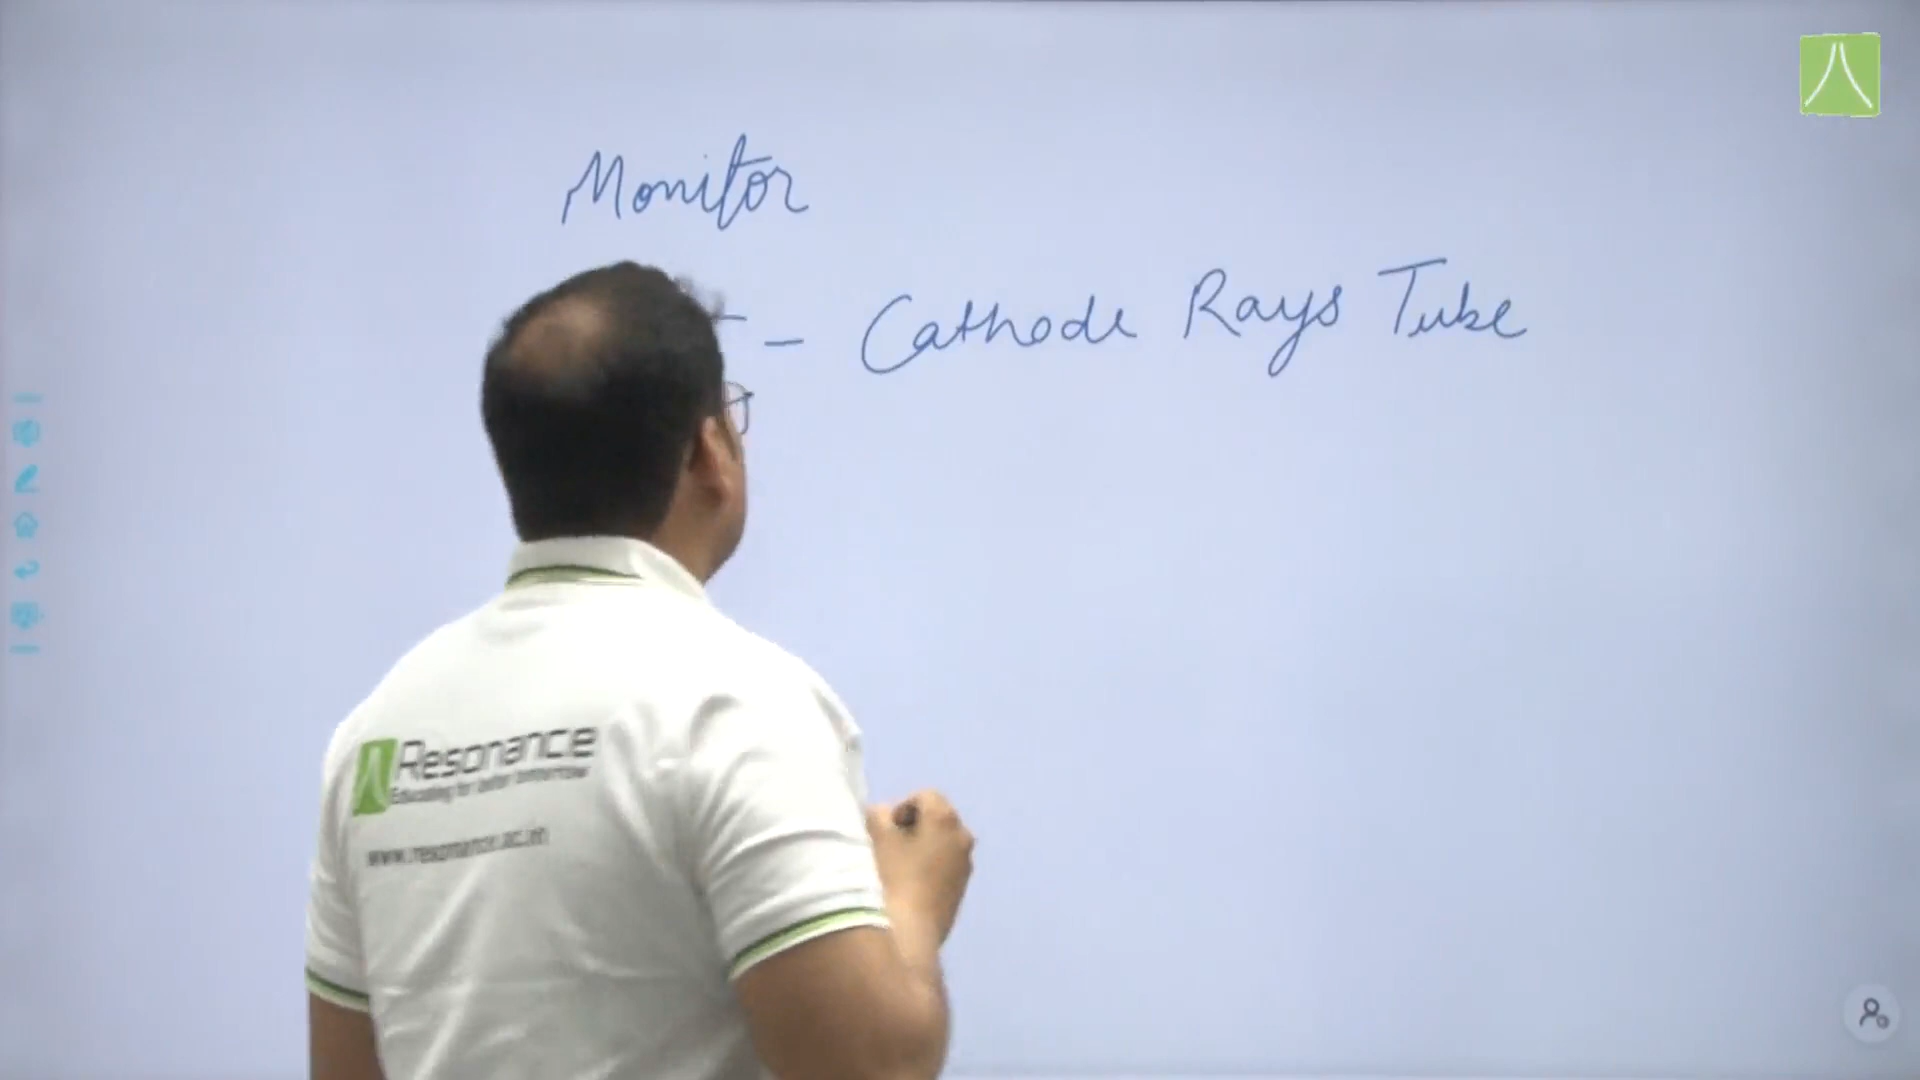 Monitor
- Cathode Rays Tube
Resonance
Educating for better tomorrow
www.resonance.ac.in